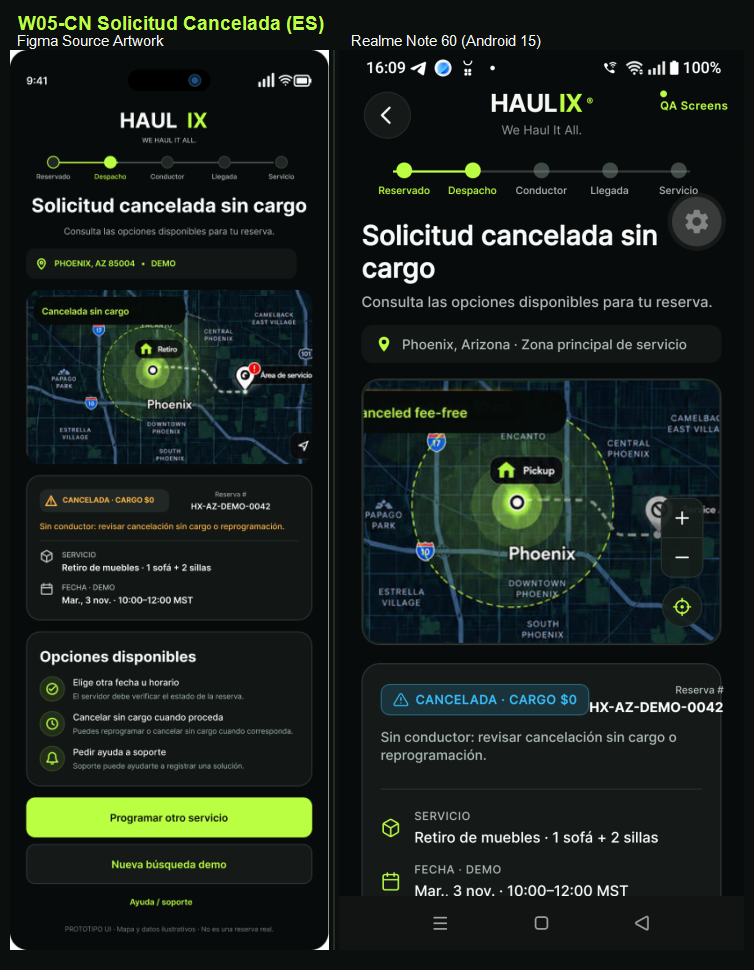 W05-CN Solicitud Cancelada (ES)
Figma Source Artwork
9:41
HAUL IX
WE HAUL IT ALL.
Reservado
Despacho
Conductor
Llegada
Servicio
Solicitud cancelada sin cargo
Consulta las opciones disponibles para tu reserva.
PHOENIX, AZ 85004 • DEMO
Cancelada sin cargo
ENCANTO
CAMELBACK
EAST VILLAGE
17
CENTRAL
PHOENIX
101
Retiro
PAPAGO
PARK
Área de servicio
10
Phoenix
ESTRELLA
VILLAGE
DOWNTOWN
PHOENIX
SOUTH
PHOENIX
CANCELADA · CARGO $0
Reserva #
HX-AZ-DEMO-0042
Sin conductor: revisar cancelación sin cargo o reprogramación.
SERVICIO
Retiro de muebles · 1 sofá + 2 sillas
FECHA · DEMO
Mar., 3 nov. · 10:00–12:00 MST
Opciones disponibles
Elige otra fecha u horario
El servidor debe verificar el estado de la reserva.
Cancelar sin cargo cuando proceda
Puedes reprogramar o cancelar sin cargo cuando corresponda.
Pedir ayuda a soporte
Soporte puede ayudarte a registrar una solución.
Programar otro servicio
Nueva búsqueda demo
Ayuda / soporte
PROTOTIPO UI · Mapa y datos ilustrativos · No es una reserva real.
Realme Note 60 (Android 15)
16:09
100%
HAULIX®
We Haul It All.
QA Screens
Reservado
Despacho
Conductor
Llegada
Servicio
Solicitud cancelada sin
cargo
Consulta las opciones disponibles para tu reserva.
Phoenix, Arizona · Zona principal de servicio
anceled fee-free
CAMELBAC
EAST VILLA
17
ENCANTO
CENTRAL
PHOENIX
Pickup
PAPAGO
PARK
10
Phoenix
ESTRELLA
VILLAGE
DOWNTOWN
PHOENIX
SOUTH
PHOENIX
+
−
CANCELADA · CARGO $0
Reserva #
HX-AZ-DEMO-0042
Sin conductor: revisar cancelación sin cargo o
reprogramación.
SERVICIO
Retiro de muebles · 1 sofá + 2 sillas
FECHA · DEMO
Mar., 3 nov. · 10:00–12:00 MST